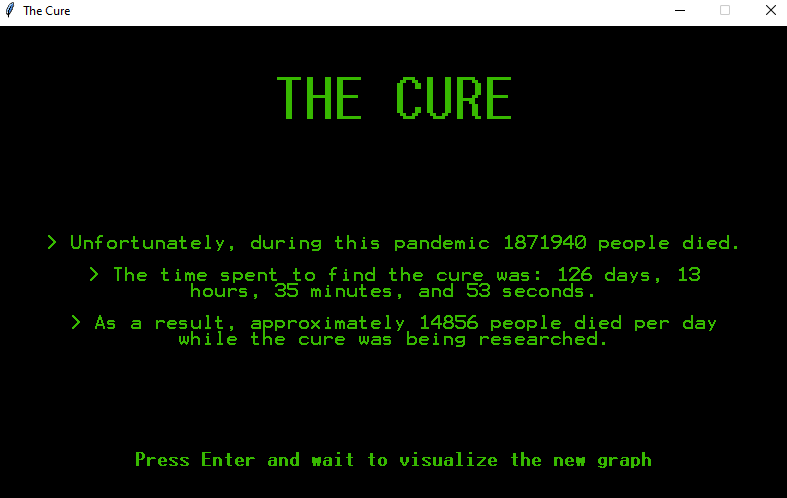 The Cure
THE CURE
> Unfortunately, during this pandemic 1871940 people died.
> The time spent to find the cure was: 126 days, 13
hours, 35 minutes, and 53 seconds.
> As a result, approximately 14856 people died per day
while the cure was being researched.
Press Enter and wait to visualize the new graph